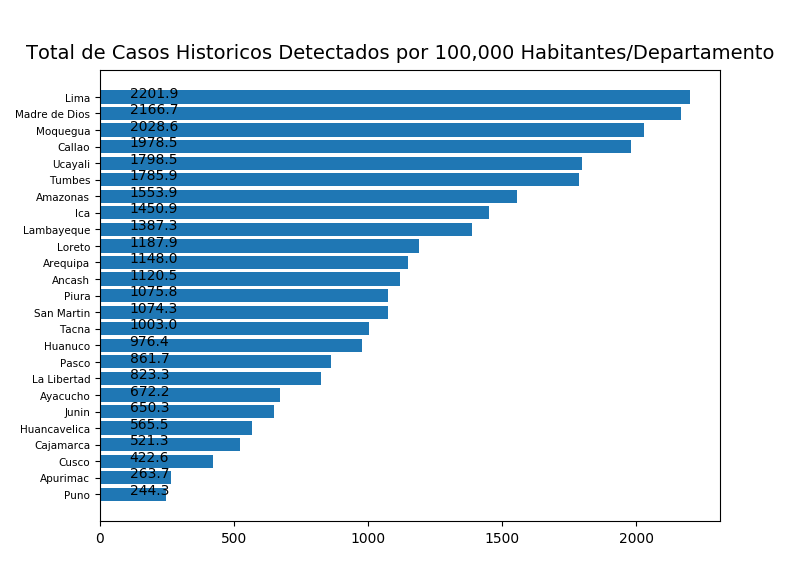 Total de Casos Historicos Detectados por 100,000 Habitantes/Departamento
Lima 2201.9
Madre de Dios 2166.7
Moquegua 2028.6
Callao 1978.5
Ucayali 1798.5
Tumbes 1785.9
Amazonas 1553.9
Ica 1450.9
Lambayeque 1387.3
Loreto 1187.9
Arequipa 1148.0
Ancash 1120.5
Piura 1075.8
San Martin 1074.3
Tacna 1003.0
Huanuco 976.4
Pasco 861.7
La Libertad 823.3
Ayacucho 672.2
Junin 650.3
Huancavelica 565.5
Cajamarca 521.3
Cusco 422.6
Apurimac 263.7
Puno 244.3
0 500 1000 1500 2000